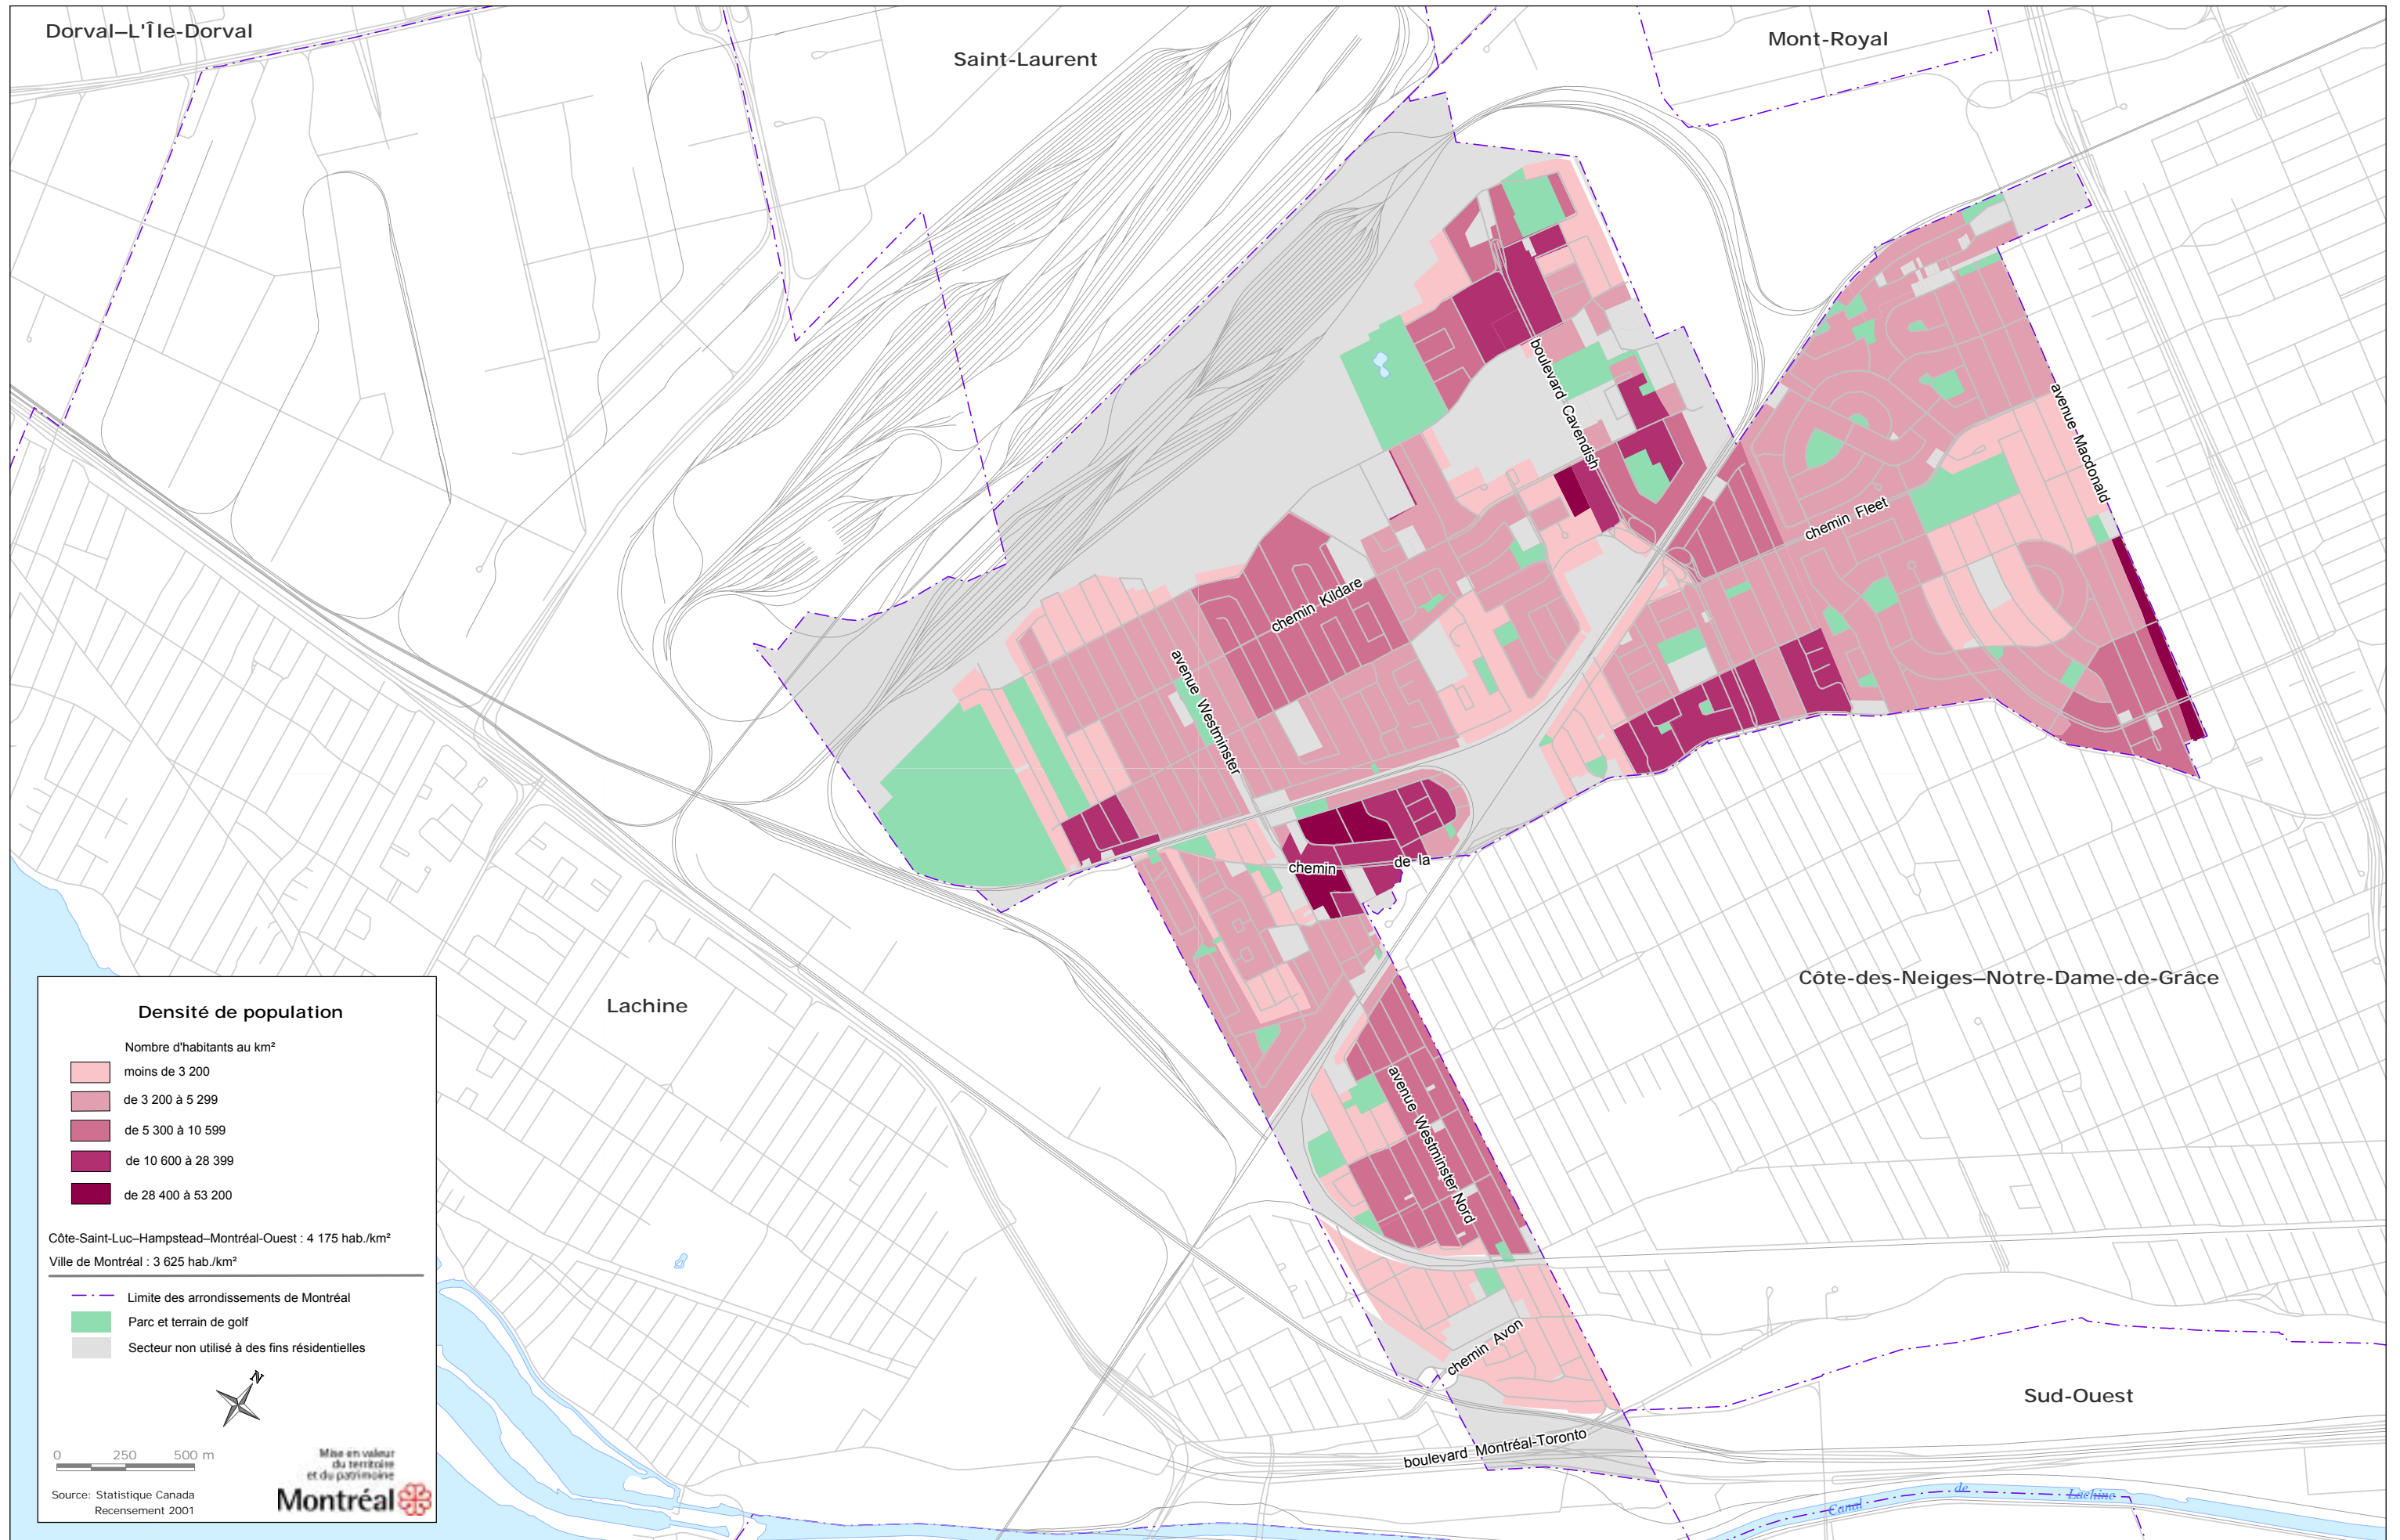 Dorval–L'Île-Dorval
Saint-Laurent
Mont-Royal
boulevard Cavendish
avenue Macdonald
chemin Fleet
chemin Kildare
avenue Westminster
chemin de la
Lachine
Côte-des-Neiges–Notre-Dame-de-Grâce
avenue Westminster Nord
chemin Avon
Sud-Ouest
boulevard Montréal-Toronto
Canal de Lachine
Densité de population
Nombre d'habitants au km²
moins de 3 200
de 3 200 à 5 299
de 5 300 à 10 599
de 10 600 à 28 399
de 28 400 à 53 200
Côte-Saint-Luc–Hampstead–Montréal-Ouest : 4 175 hab./km²
Ville de Montréal : 3 625 hab./km²
Limite des arrondissements de Montréal
Parc et terrain de golf
Secteur non utilisé à des fins résidentielles
N
0 250 500 m
Mise en valeur
du territoire
et du patrimoine
Montréal
Source: Statistique Canada
Recensement 2001